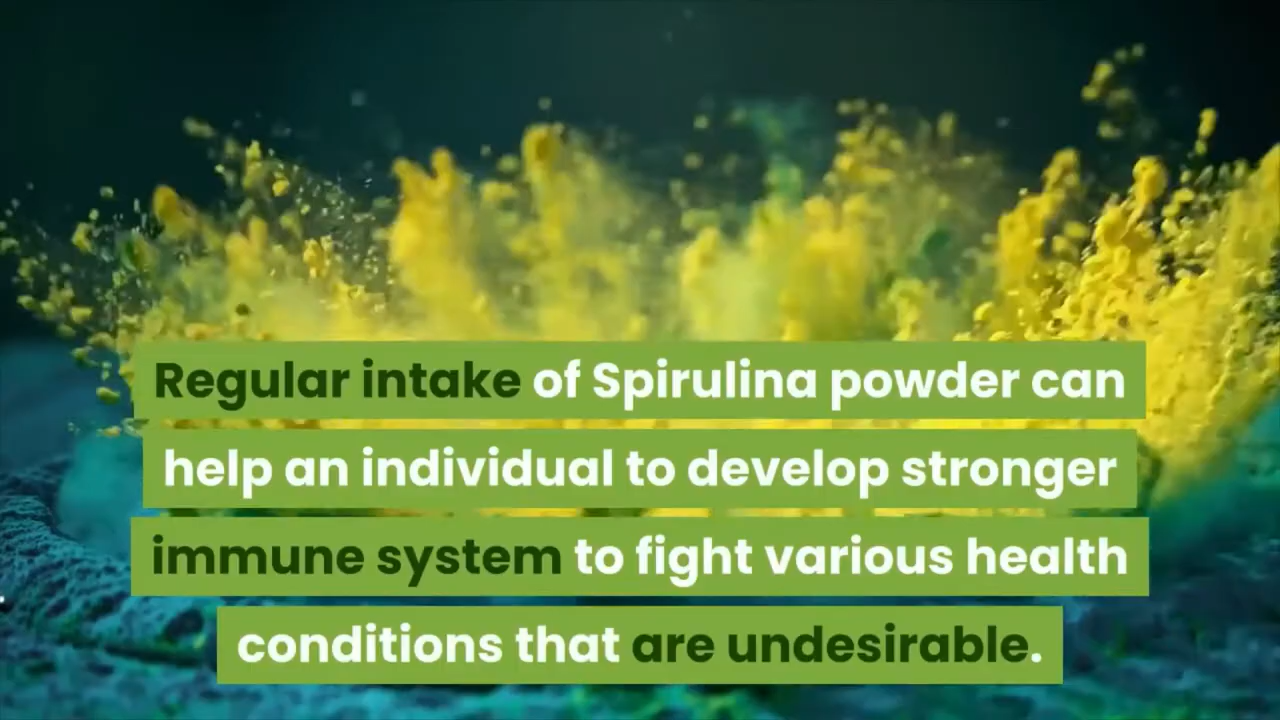 Regular intake of Spirulina powder can
help an individual to develop stronger
immune system to fight various health
conditions that are undesirable.